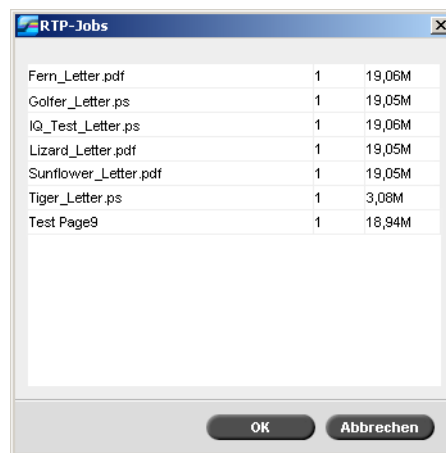 RTP-Jobs
Fern_Letter.pdf 1 19,06M
Golfer_Letter.ps 1 19,05M
IQ_Test_Letter.ps 1 19,06M
Lizard_Letter.pdf 1 19,05M
Sunflower_Letter.pdf 1 19,05M
Tiger_Letter.ps 1 3,08M
Test Page9 1 18,94M
OK Abbrechen